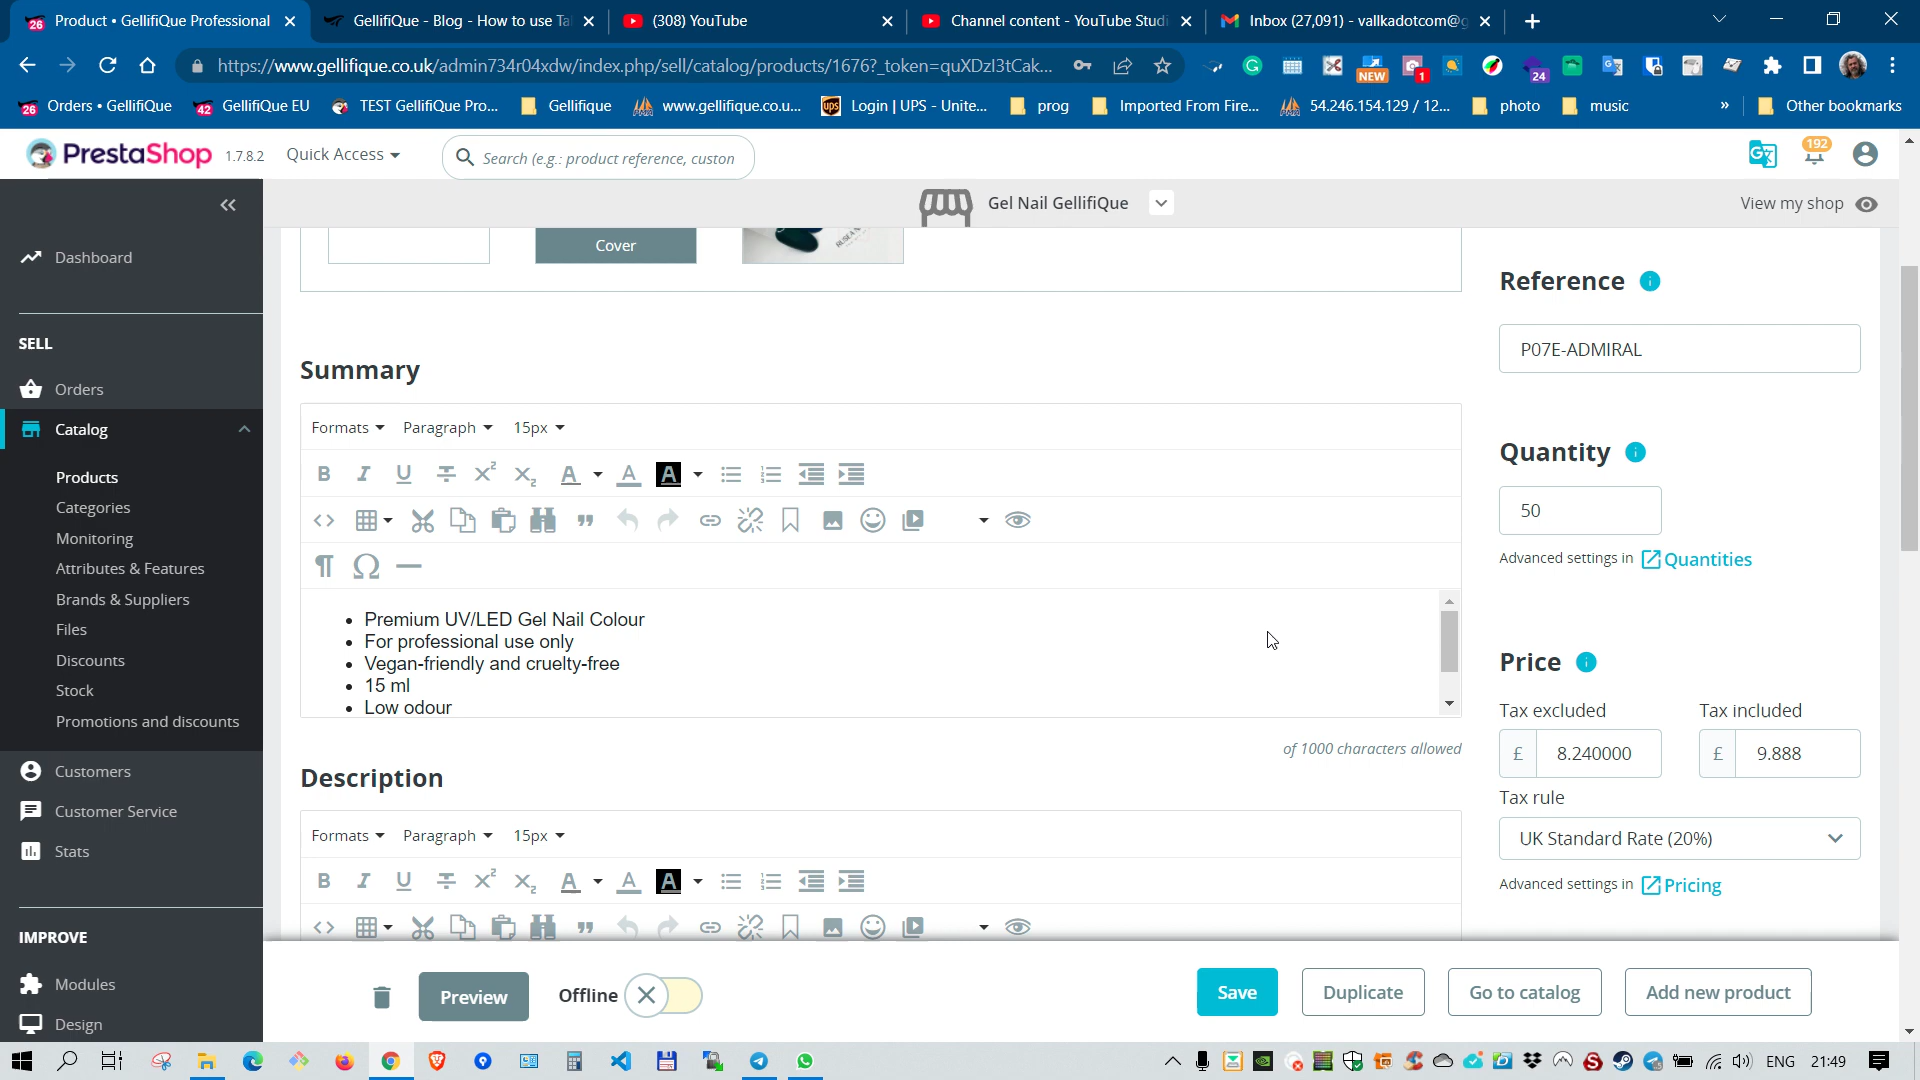 Product • GellifiQue Professional
GellifiQue - Blog - How to use Ta
(308) YouTube
Channel content - YouTube Studi
Inbox (27,091) - vallkadotcom@g
https://www.gellifique.co.uk/admin734r04xdw/index.php/sell/catalog/products/1676?_token=quXDzI3tCak...
NEW
1
24
26 Orders • GellifiQue
42 GellifiQue EU
TEST GellifiQue Pro...
Gellifique
www.gellifique.co.u...
Login | UPS - Unite...
prog
Imported From Fire...
54.246.154.129 / 12...
photo
music
»
Other bookmarks
PrestaShop 1.7.8.2
Quick Access
Search (e.g.: product reference, custon
192
Gel Nail GellifiQue
View my shop
Dashboard
SELL
Orders
Catalog
Products
Categories
Monitoring
Attributes & Features
Brands & Suppliers
Files
Discounts
Stock
Promotions and discounts
Customers
Customer Service
Stats
IMPROVE
Modules
Design
Cover
Summary
Formats Paragraph 15px
Premium UV/LED Gel Nail Colour
For professional use only
Vegan-friendly and cruelty-free
15 ml
Low odour
of 1000 characters allowed
Description
Formats Paragraph 15px
Reference
P07E-ADMIRAL
Quantity
50
Advanced settings in Quantities
Price
Tax excluded Tax included
£ 8.240000 £ 9.888
Tax rule
UK Standard Rate (20%)
Advanced settings in Pricing
Preview
Offline
Save
Duplicate
Go to catalog
Add new product
ENG 21:49